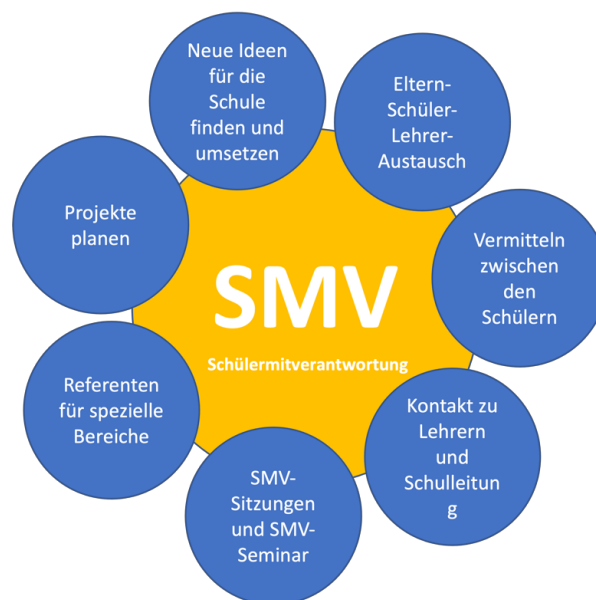 Neue Ideen
für die
Schule
finden und
umsetzen
Eltern-
Schüler-
Lehrer-
Austausch
Vermitteln
zwischen
den
Schülern
Kontakt zu
Lehrern
und
Schulleitun
g
SMV-
Sitzungen
und SMV-
Seminar
Referenten
für spezielle
Bereiche
Projekte
planen
SMV
Schülermitverantwortung